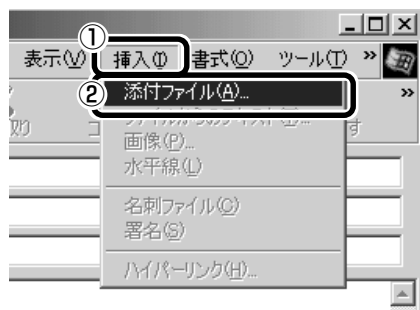 ①
表示(V) 挿入(I) 書式(O) ツール(T) »
② 添付ファイル(A)... »
画像(P)...
水平線(L)
名刺ファイル(C)
署名(S)
ハイパーリンク(H)...